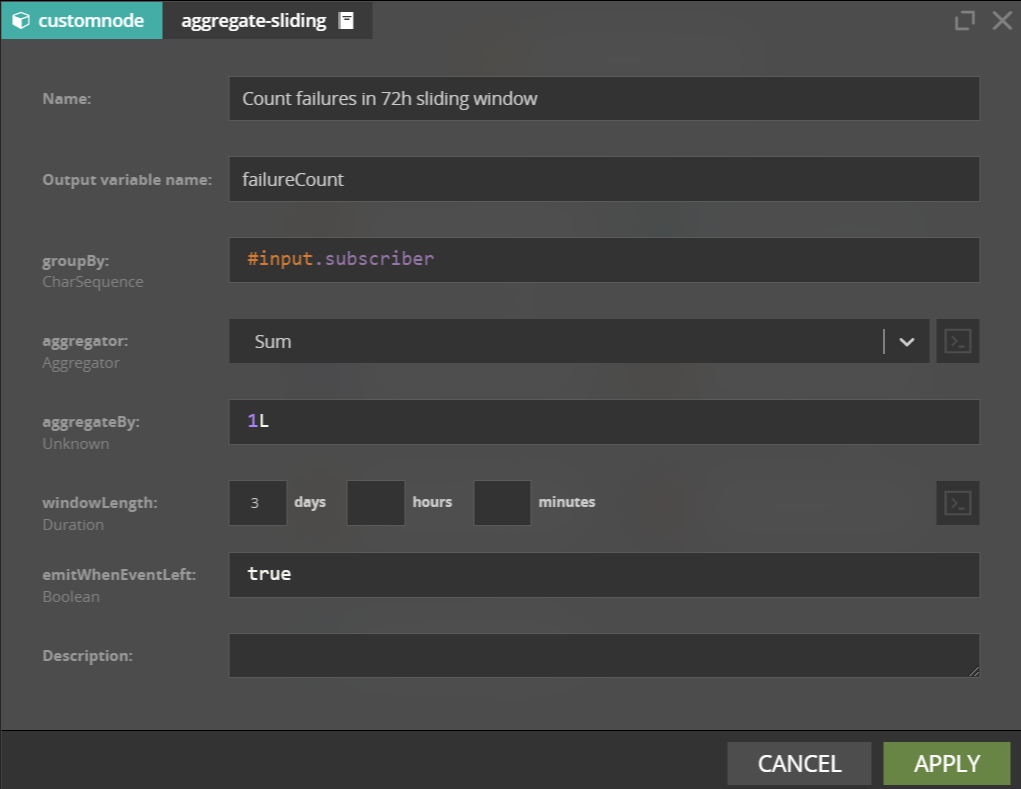 customnode aggregate-sliding
Name: Count failures in 72h sliding window
Output variable name: failureCount
groupBy: #input.subscriber
CharSequence
aggregator: Sum
Aggregator
aggregateBy: 1L
Unknown
windowLength: 3 days hours minutes
Duration
emitWhenEventLeft: true
Boolean
Description:
CANCEL APPLY